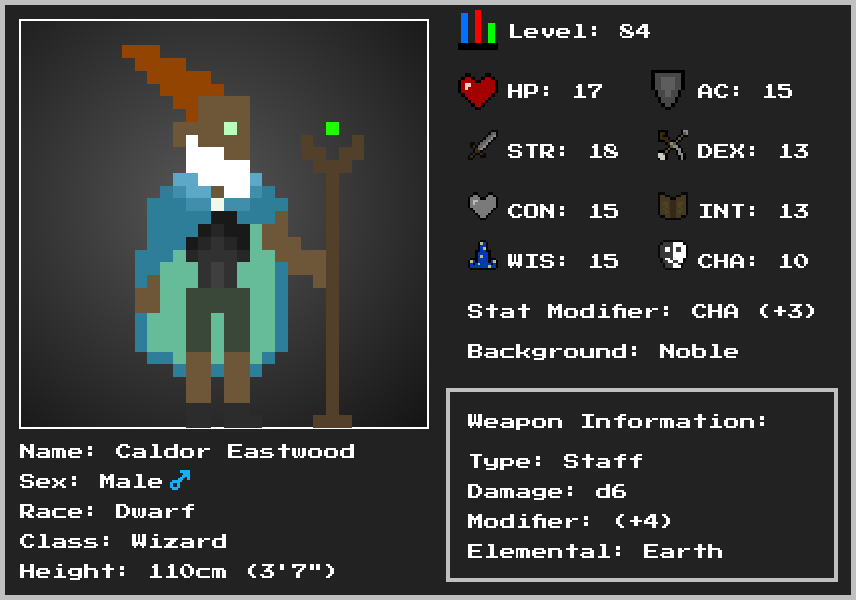 Level: 84
HP: 17 AC: 15
STR: 18 DEX: 13
CON: 15 INT: 13
WIS: 15 CHA: 10
Stat Modifier: CHA (+3)
Background: Noble
Weapon Information:
Type: Staff
Damage: d6
Modifier: (+4)
Elemental: Earth
Name: Caldor Eastwood
Sex: Male ♂
Race: Dwarf
Class: Wizard
Height: 110cm (3'7")